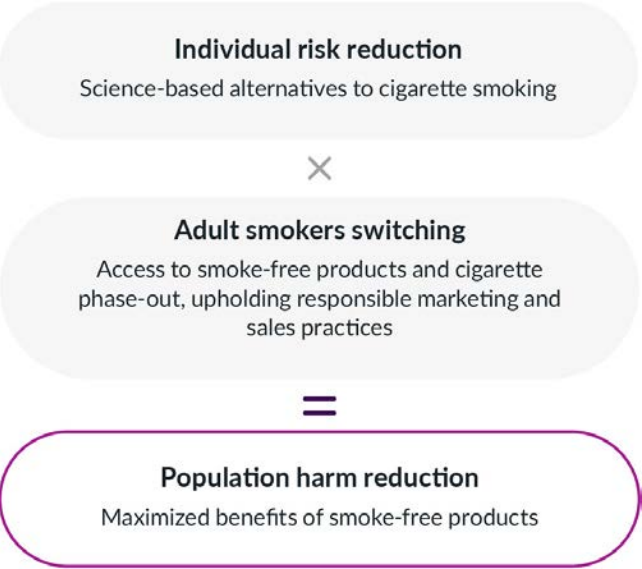 Individual risk reduction
Science-based alternatives to cigarette smoking
×
Adult smokers switching
Access to smoke-free products and cigarette
phase-out, upholding responsible marketing and
sales practices
=
Population harm reduction
Maximized benefits of smoke-free products